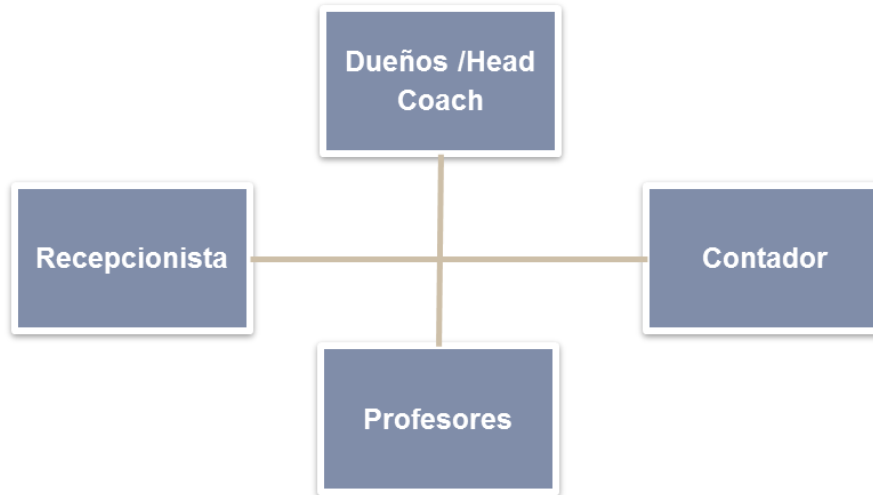 Dueños /Head
Coach
Recepcionista
Contador
Profesores